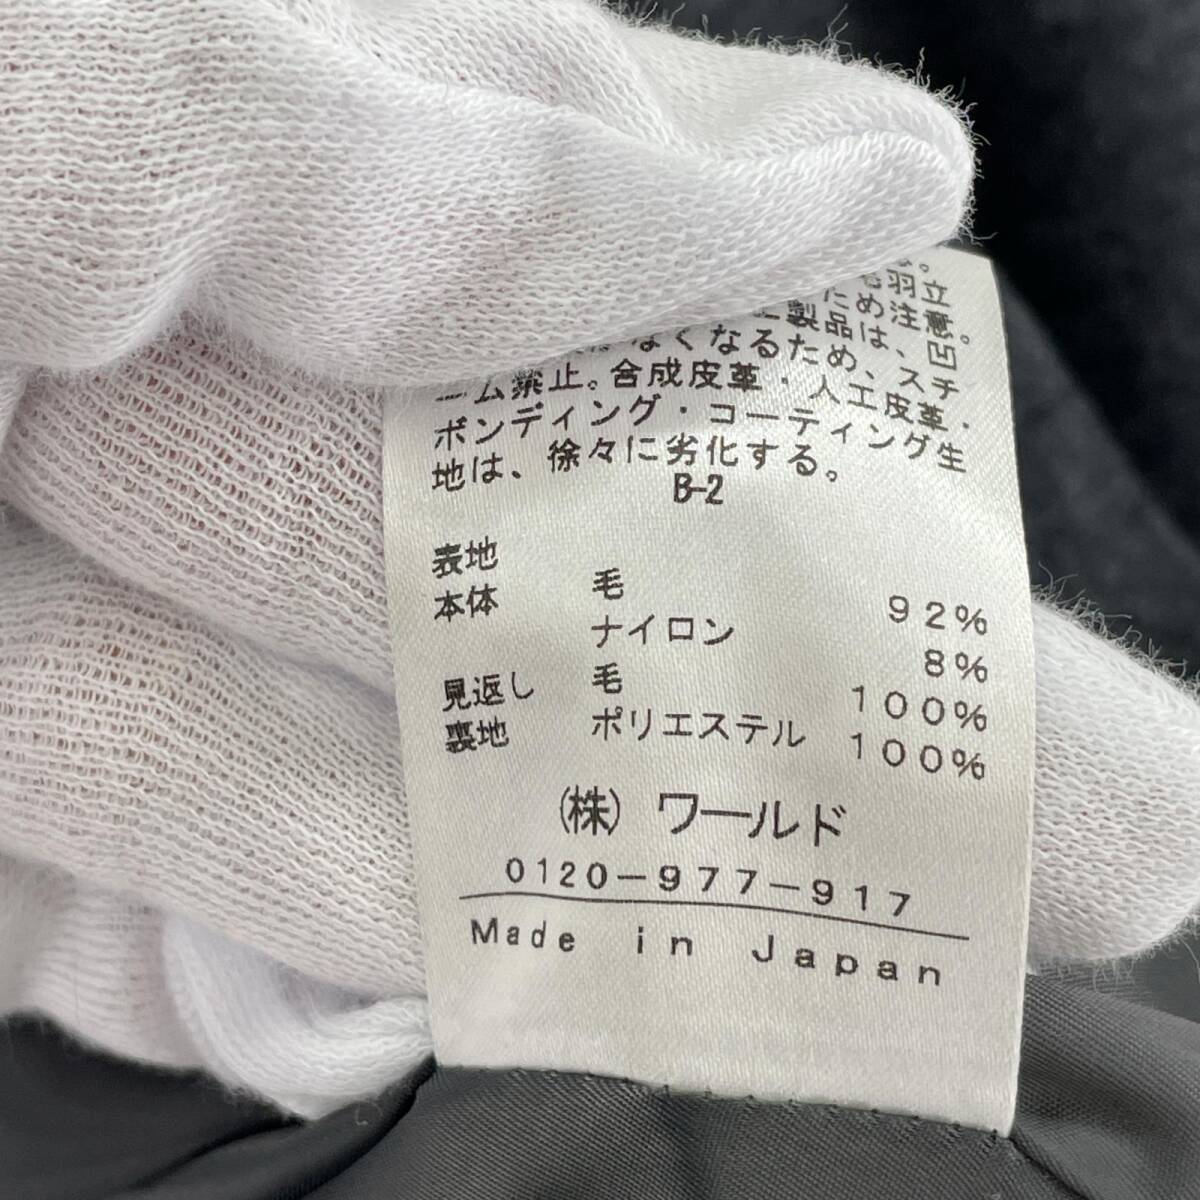 羽立
ため注意。
製品は、凹
なくなるため、スチ
ーム禁止。合成皮革・人工皮革・
ボンディング・コーティング生
地は、徐々に劣化する。
B-2
表地
本体 毛 92%
ナイロン 8%
見返し 毛 100%
裏地 ポリエステル 100%
(株) ワールド
0120-977-917
Made in Japan